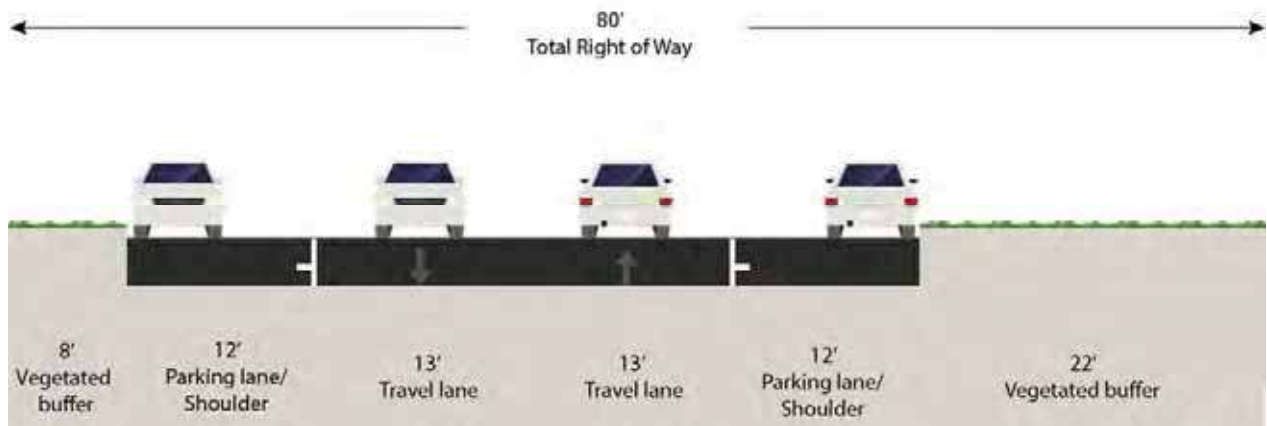 80’
Total Right of Way
8’
Vegetated
buffer
12’
Parking lane/
Shoulder
13’
Travel lane
13’
Travel lane
12’
Parking lane/
Shoulder
22’
Vegetated buffer